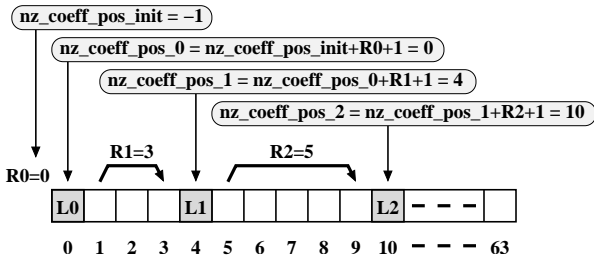 nz_coeff_pos_init = −1
nz_coeff_pos_0 = nz_coeff_pos_init+R0+1 = 0
nz_coeff_pos_1 = nz_coeff_pos_0+R1+1 = 4
nz_coeff_pos_2 = nz_coeff_pos_1+R2+1 = 10
R1=3 R2=5
R0=0
L0 L1 L2
0 1 2 3 4 5 6 7 8 9 10 63